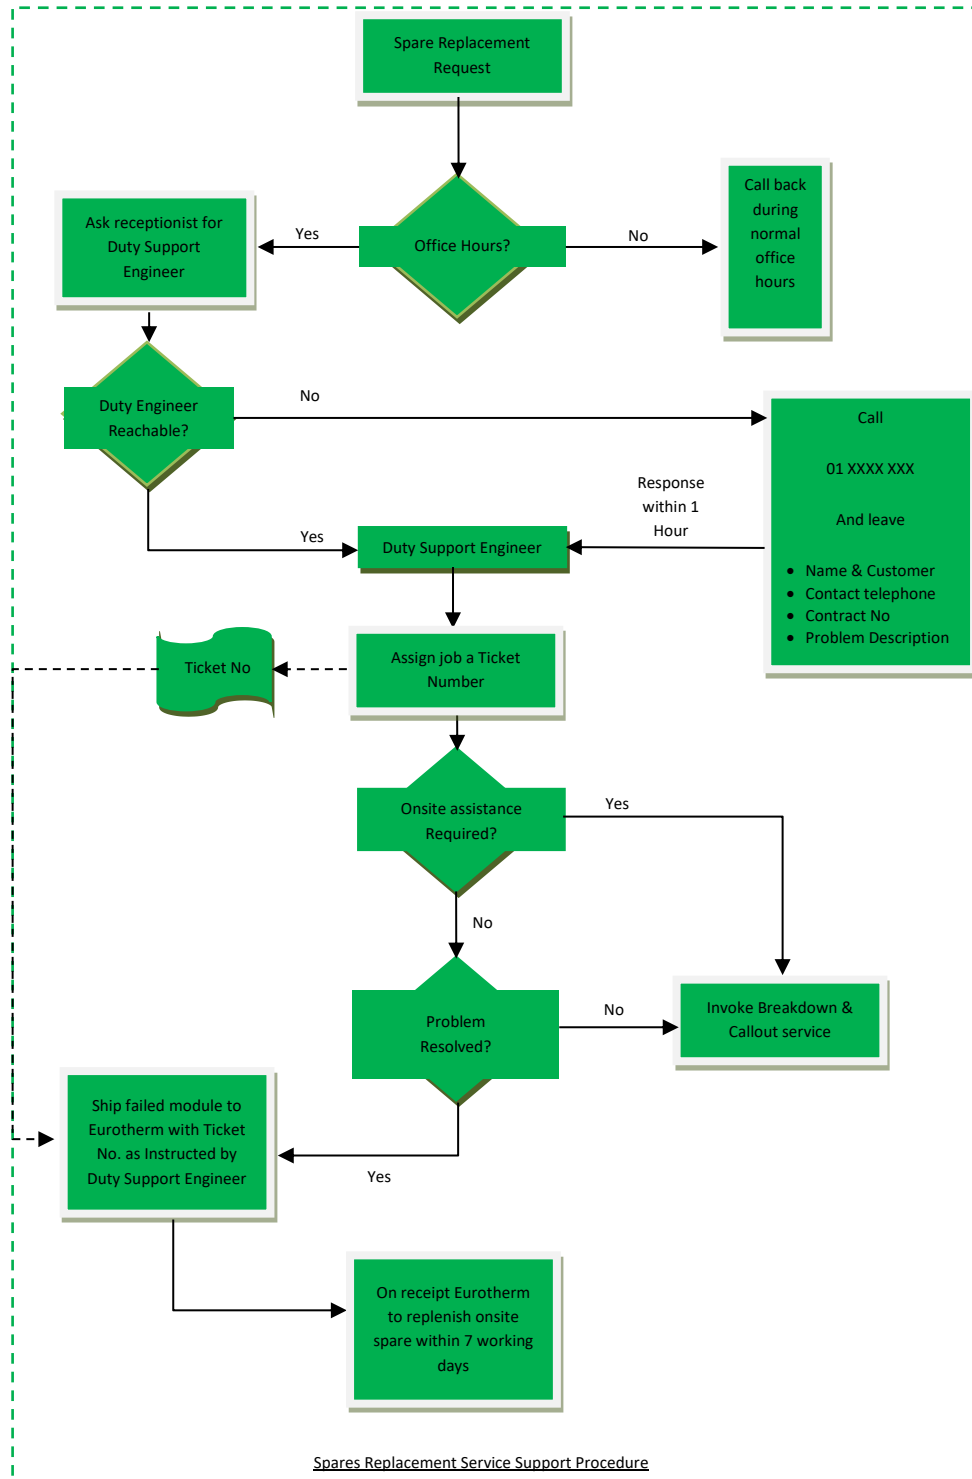 Spare Replacement
Request
Ask receptionist for
Duty Support
Engineer
Yes
Office Hours?
No
Call back
during
normal
office
hours
Duty Engineer
Reachable?
No
Call
01 XXXX XXX
And leave
• Name & Customer
• Contact telephone
• Contract No
• Problem Description
Response
within 1
Hour
Yes
Duty Support Engineer
Ticket No
Assign job a Ticket
Number
Onsite assistance
Required?
Yes
No
Problem
Resolved?
No
Invoke Breakdown &
Callout service
Ship failed module to
Eurotherm with Ticket
No. as Instructed by
Duty Support Engineer
Yes
On receipt Eurotherm
to replenish onsite
spare within 7 working
days
Spares Replacement Service Support Procedure